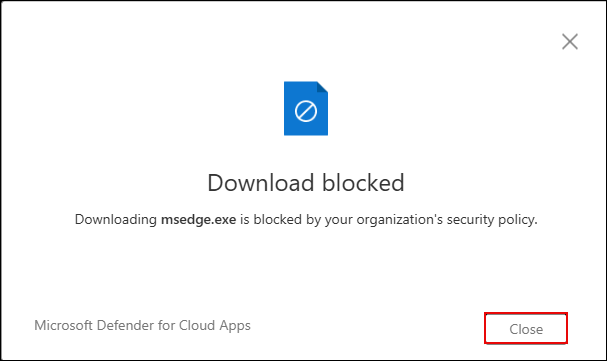 Download blocked
Downloading msedge.exe is blocked by your organization's security policy.
Microsoft Defender for Cloud Apps
Close